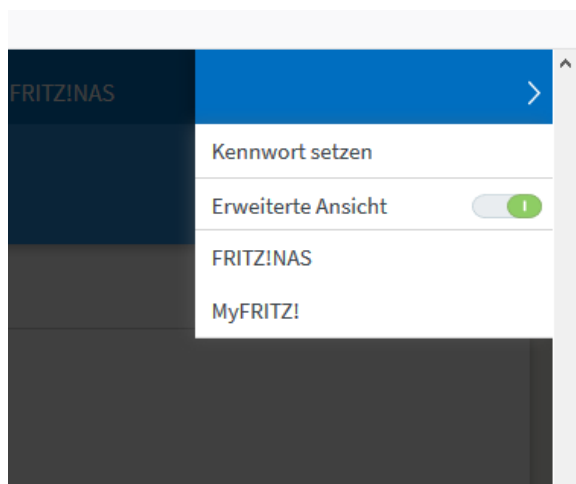 FRITZ!NAS
Kennwort setzen
Erweiterte Ansicht
FRITZ!NAS
MyFRITZ!